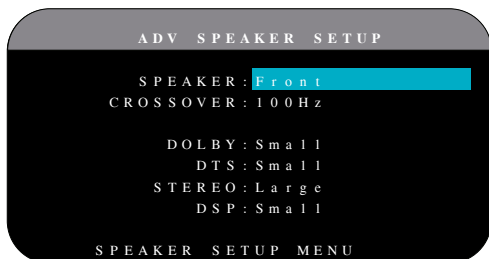 ADV SPEAKER SETUP
SPEAKER:Front
CROSSOVER:100Hz
DOLBY:Small
DTS:Small
STEREO:Large
DSP:Small
SPEAKER SETUP MENU